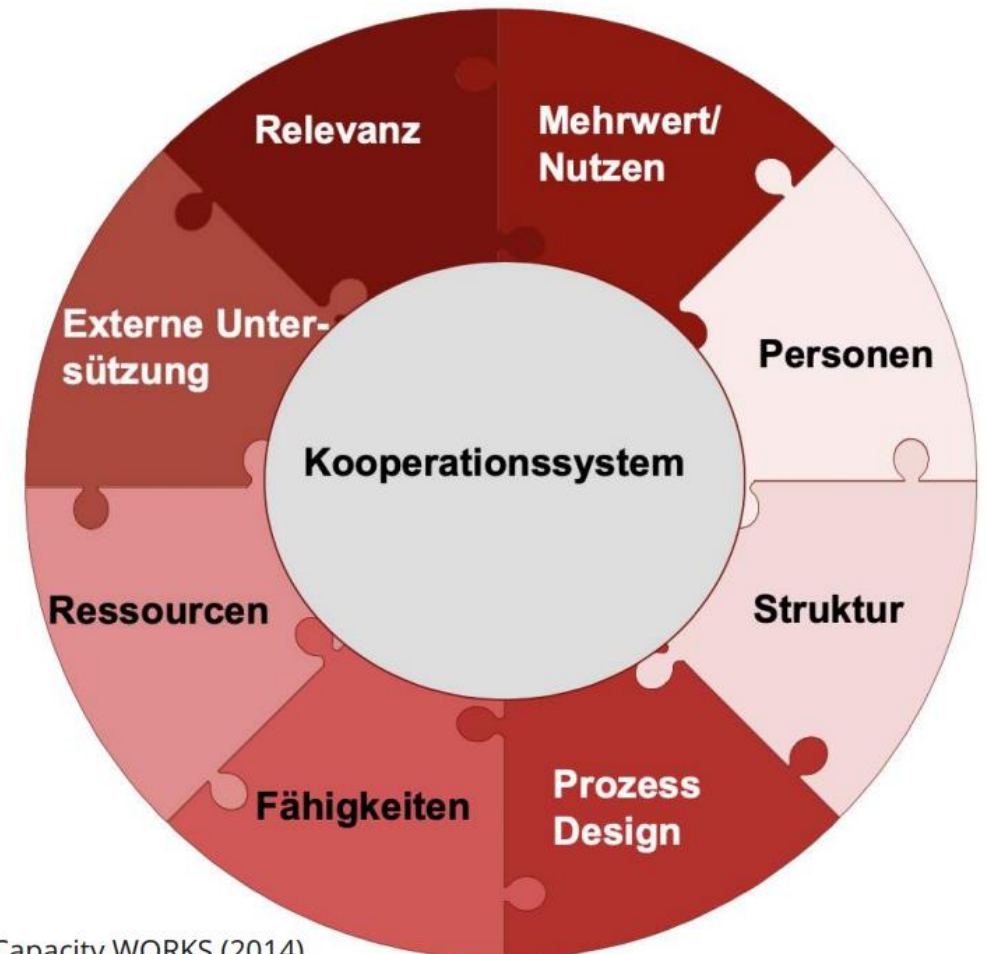 Relevanz
Mehrwert/
Nutzen
Externe Unter-
sützung
Personen
Kooperationssystem
Ressourcen
Struktur
Fähigkeiten
Prozess
Design
Capacity WORKS (2014)